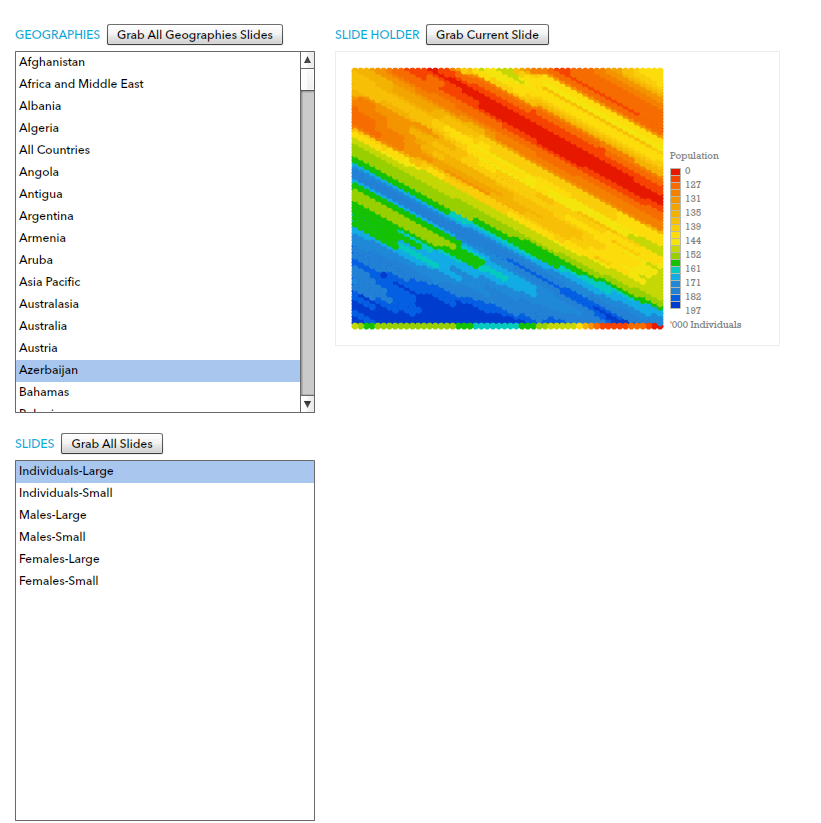 GEOGRAPHIES Grab All Geographies Slides
Afghanistan
Africa and Middle East
Albania
Algeria
All Countries
Angola
Antigua
Argentina
Armenia
Aruba
Asia Pacific
Australasia
Australia
Austria
Azerbaijan
Bahamas
SLIDES Grab All Slides
Individuals-Large
Individuals-Small
Males-Large
Males-Small
Females-Large
Females-Small
SLIDE HOLDER Grab Current Slide
Population
0
127
131
135
139
144
152
161
171
182
197
'000 Individuals